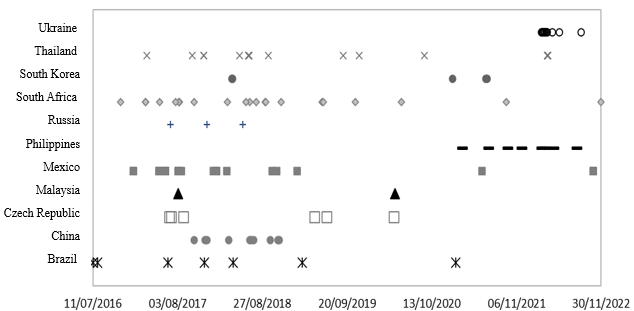 Ukraine
Thailand
South Korea
South Africa
Russia
Philippines
Mexico
Malaysia
Czech Republic
China
Brazil
11/07/2016 03/08/2017 27/08/2018 20/09/2019 13/10/2020 06/11/2021 30/11/2022